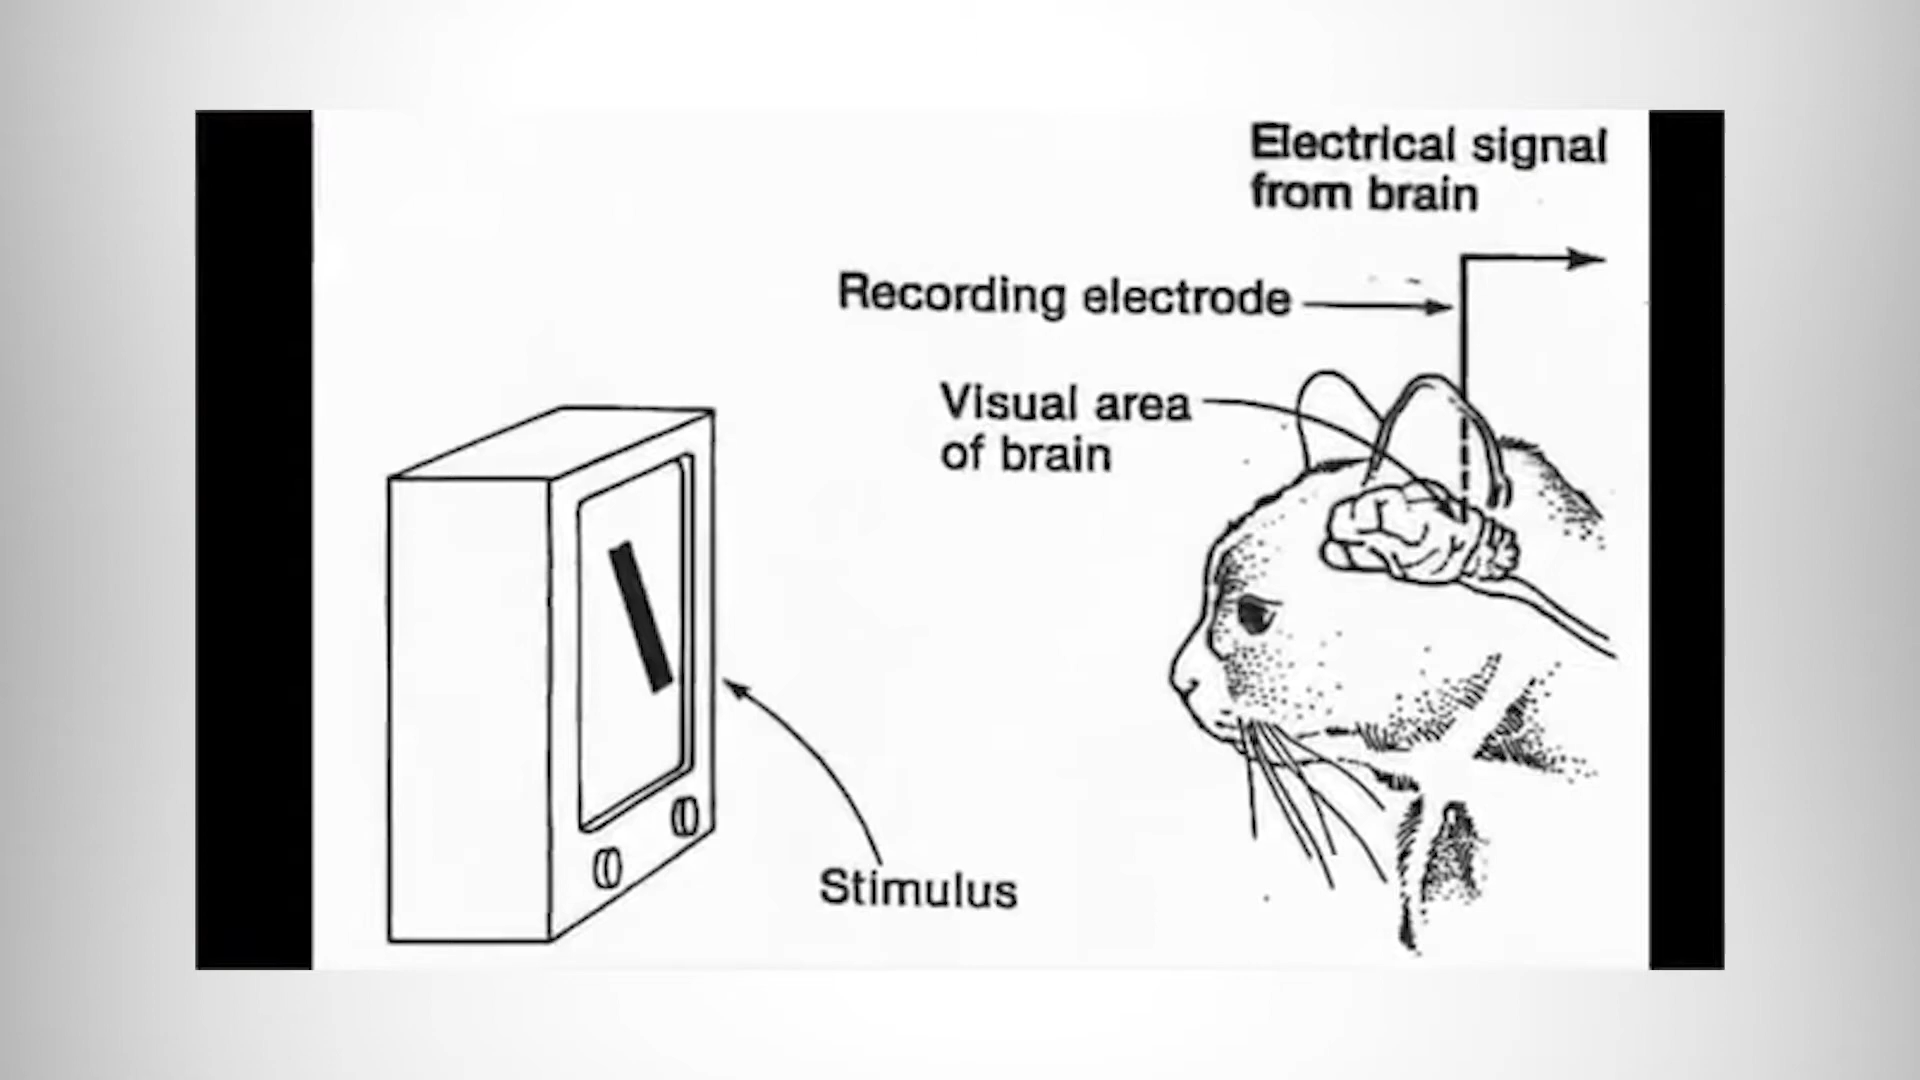 Electrical signal
from brain
Recording electrode
Visual area
of brain
Stimulus